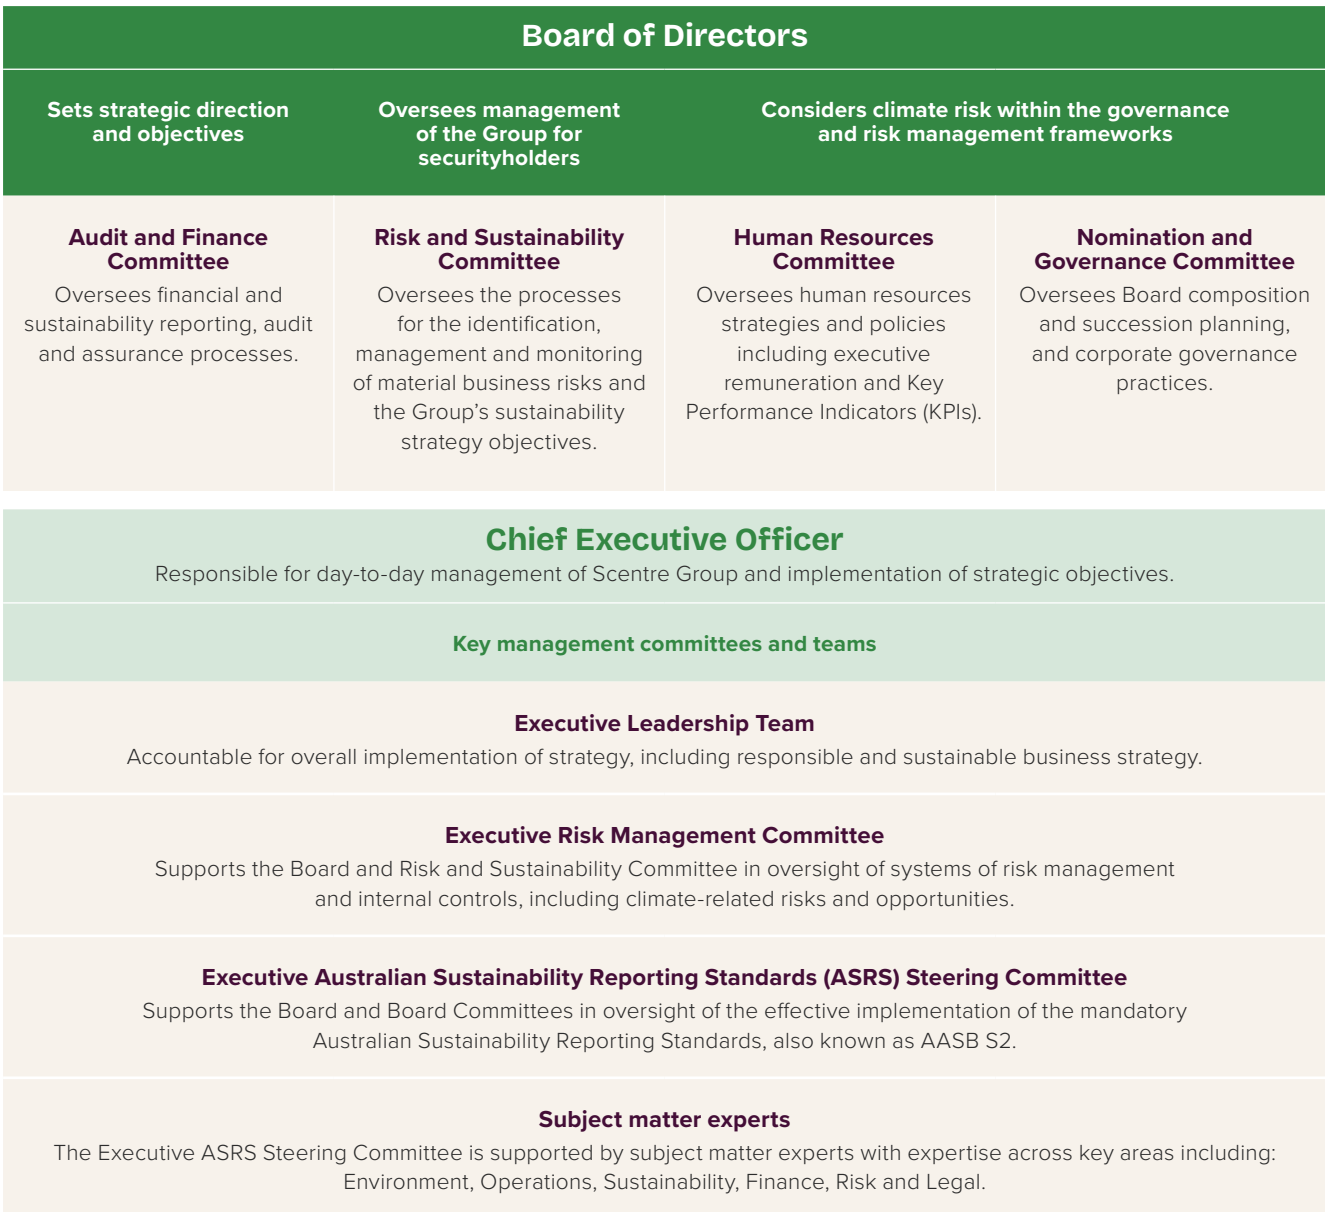 Board of Directors
Sets strategic direction
and objectives
Oversees management
of the Group for
securityholders
Considers climate risk within the governance
and risk management frameworks
Audit and Finance
Committee
Oversees financial and
sustainability reporting, audit
and assurance processes.
Risk and Sustainability
Committee
Oversees the processes
for the identification,
management and monitoring
of material business risks and
the Group’s sustainability
strategy objectives.
Human Resources
Committee
Oversees human resources
strategies and policies
including executive
remuneration and Key
Performance Indicators (KPIs).
Nomination and
Governance Committee
Oversees Board composition
and succession planning,
and corporate governance
practices.
Chief Executive Officer
Responsible for day-to-day management of Scentre Group and implementation of strategic objectives.
Key management committees and teams
Executive Leadership Team
Accountable for overall implementation of strategy, including responsible and sustainable business strategy.
Executive Risk Management Committee
Supports the Board and Risk and Sustainability Committee in oversight of systems of risk management
and internal controls, including climate-related risks and opportunities.
Executive Australian Sustainability Reporting Standards (ASRS) Steering Committee
Supports the Board and Board Committees in oversight of the effective implementation of the mandatory
Australian Sustainability Reporting Standards, also known as AASB S2.
Subject matter experts
The Executive ASRS Steering Committee is supported by subject matter experts with expertise across key areas including:
Environment, Operations, Sustainability, Finance, Risk and Legal.